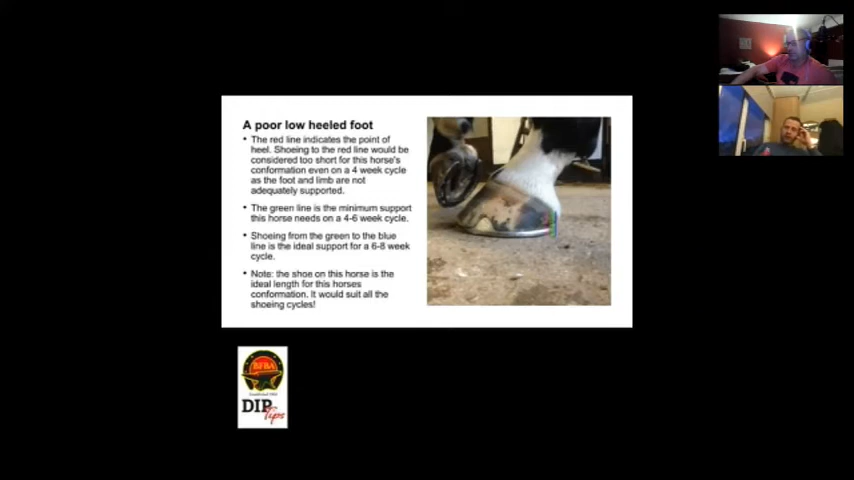 A poor low heeled foot
• The red line indicates the point of
heel. Shoeing to the red line would be
considered too short for this horse's
conformation even on a 4 week cycle
as the foot and limb are not
adequately supported.
• The green line is the minimum support
this horse needs on a 4-6 week cycle.
• Shoeing from the green to the blue
line is the ideal support for a 6-8 week
cycle.
• Note: the shoe on this horse is the
ideal length for this horses
conformation. It would suit all the
shoeing cycles!
BFBA
DIP
Tips